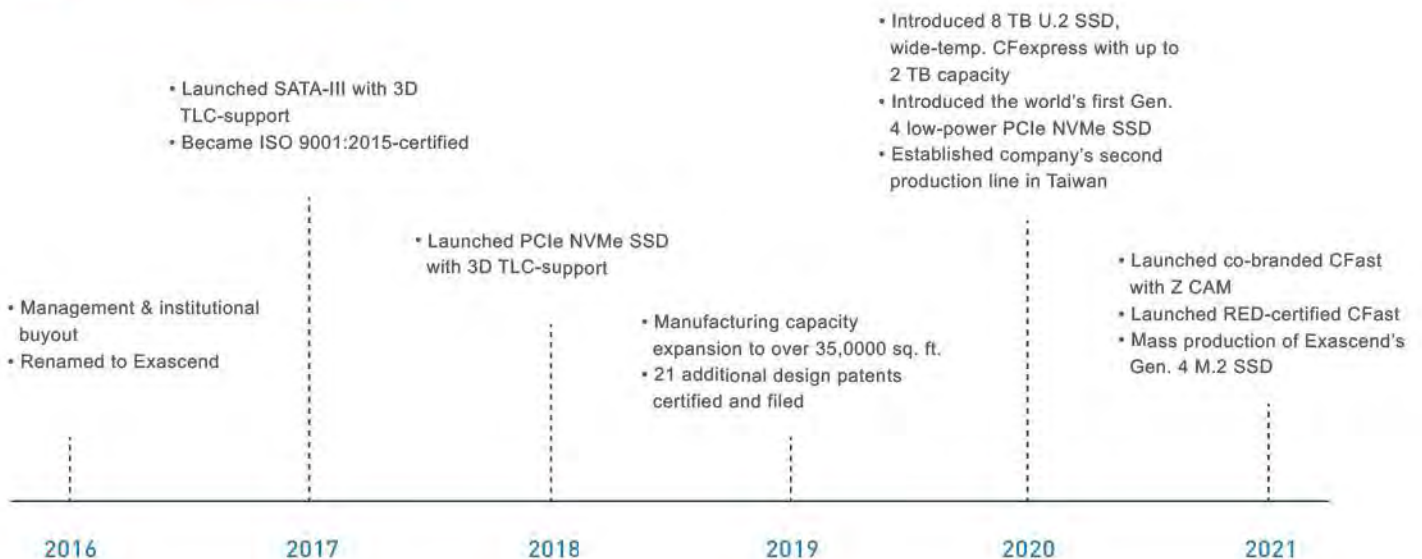 • Management & institutional
buyout
• Renamed to Exascend
• Launched SATA-III with 3D
TLC-support
• Became ISO 9001:2015-certified
• Launched PCIe NVMe SSD
with 3D TLC-support
• Manufacturing capacity
expansion to over 35,0000 sq. ft.
• 21 additional design patents
certified and filed
• Introduced 8 TB U.2 SSD,
wide-temp. CFexpress with up to
2 TB capacity
• Introduced the world's first Gen.
4 low-power PCIe NVMe SSD
• Established company's second
production line in Taiwan
• Launched co-branded CFast
with Z CAM
• Launched RED-certified CFast
• Mass production of Exascend's
Gen. 4 M.2 SSD
2016
2017
2018
2019
2020
2021